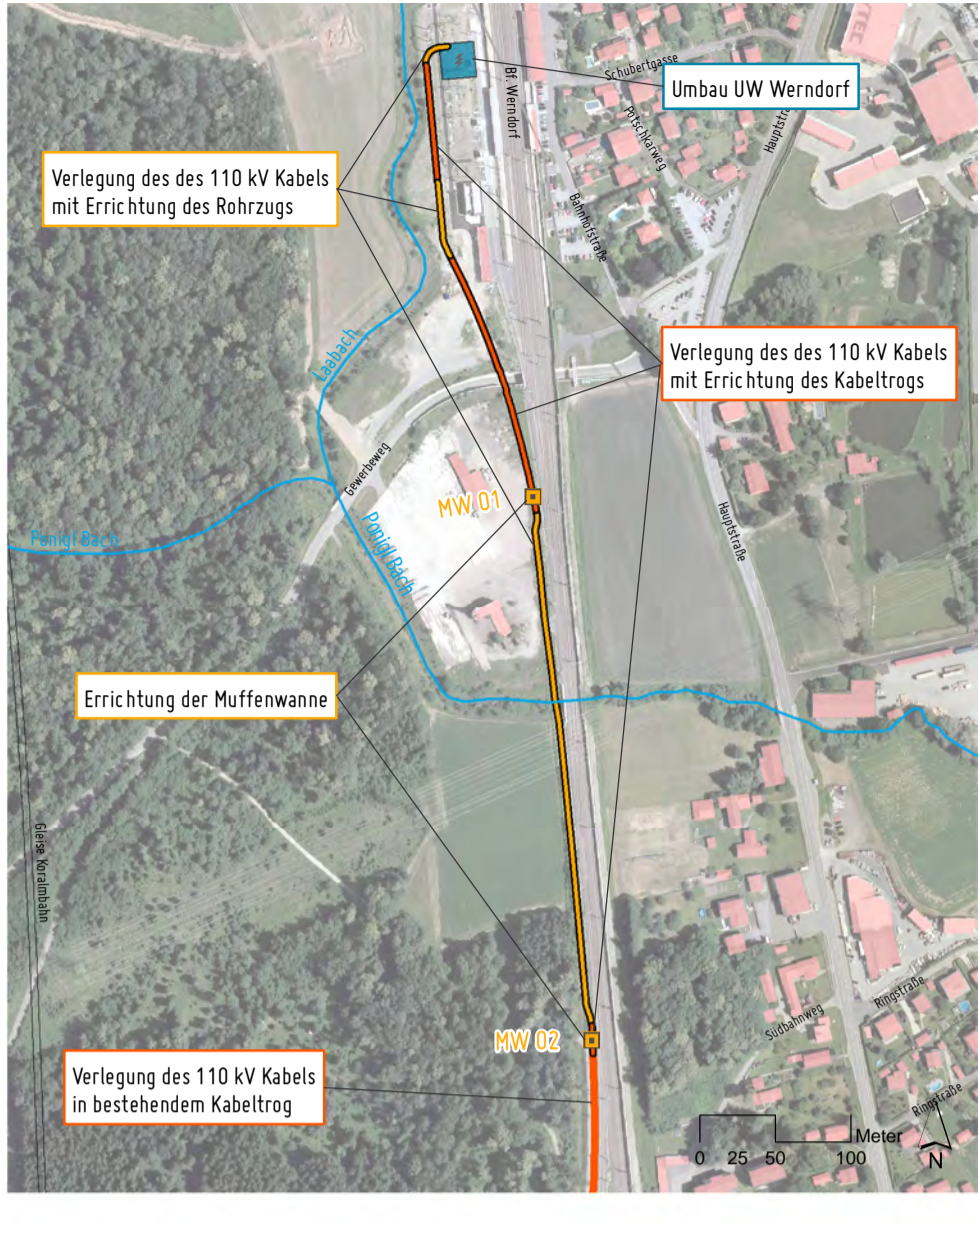 TEC
Schubertgasse
Bf. Werndorf
Umbau UW Werndorf
Potschkarweg
Hauptstra
Verlegung des des 110 kV Kabels
mit Errichtung des Rohrzugs
Bahnhofstraße
Laabach
Verlegung des des 110 kV Kabels
mit Errichtung des Kabeltrogs
Gewerbeweg
MW 01
Hauptstraße
Ponigl Bach
Ponigl Bach
Errichtung der Muffenwanne
Gleise Koralmbahn
Ringstraße
Südbahnweg
MW 02
Verlegung des 110 kV Kabels
in bestehendem Kabeltrog
Ringstraße
Meter
0 25 50 100
N